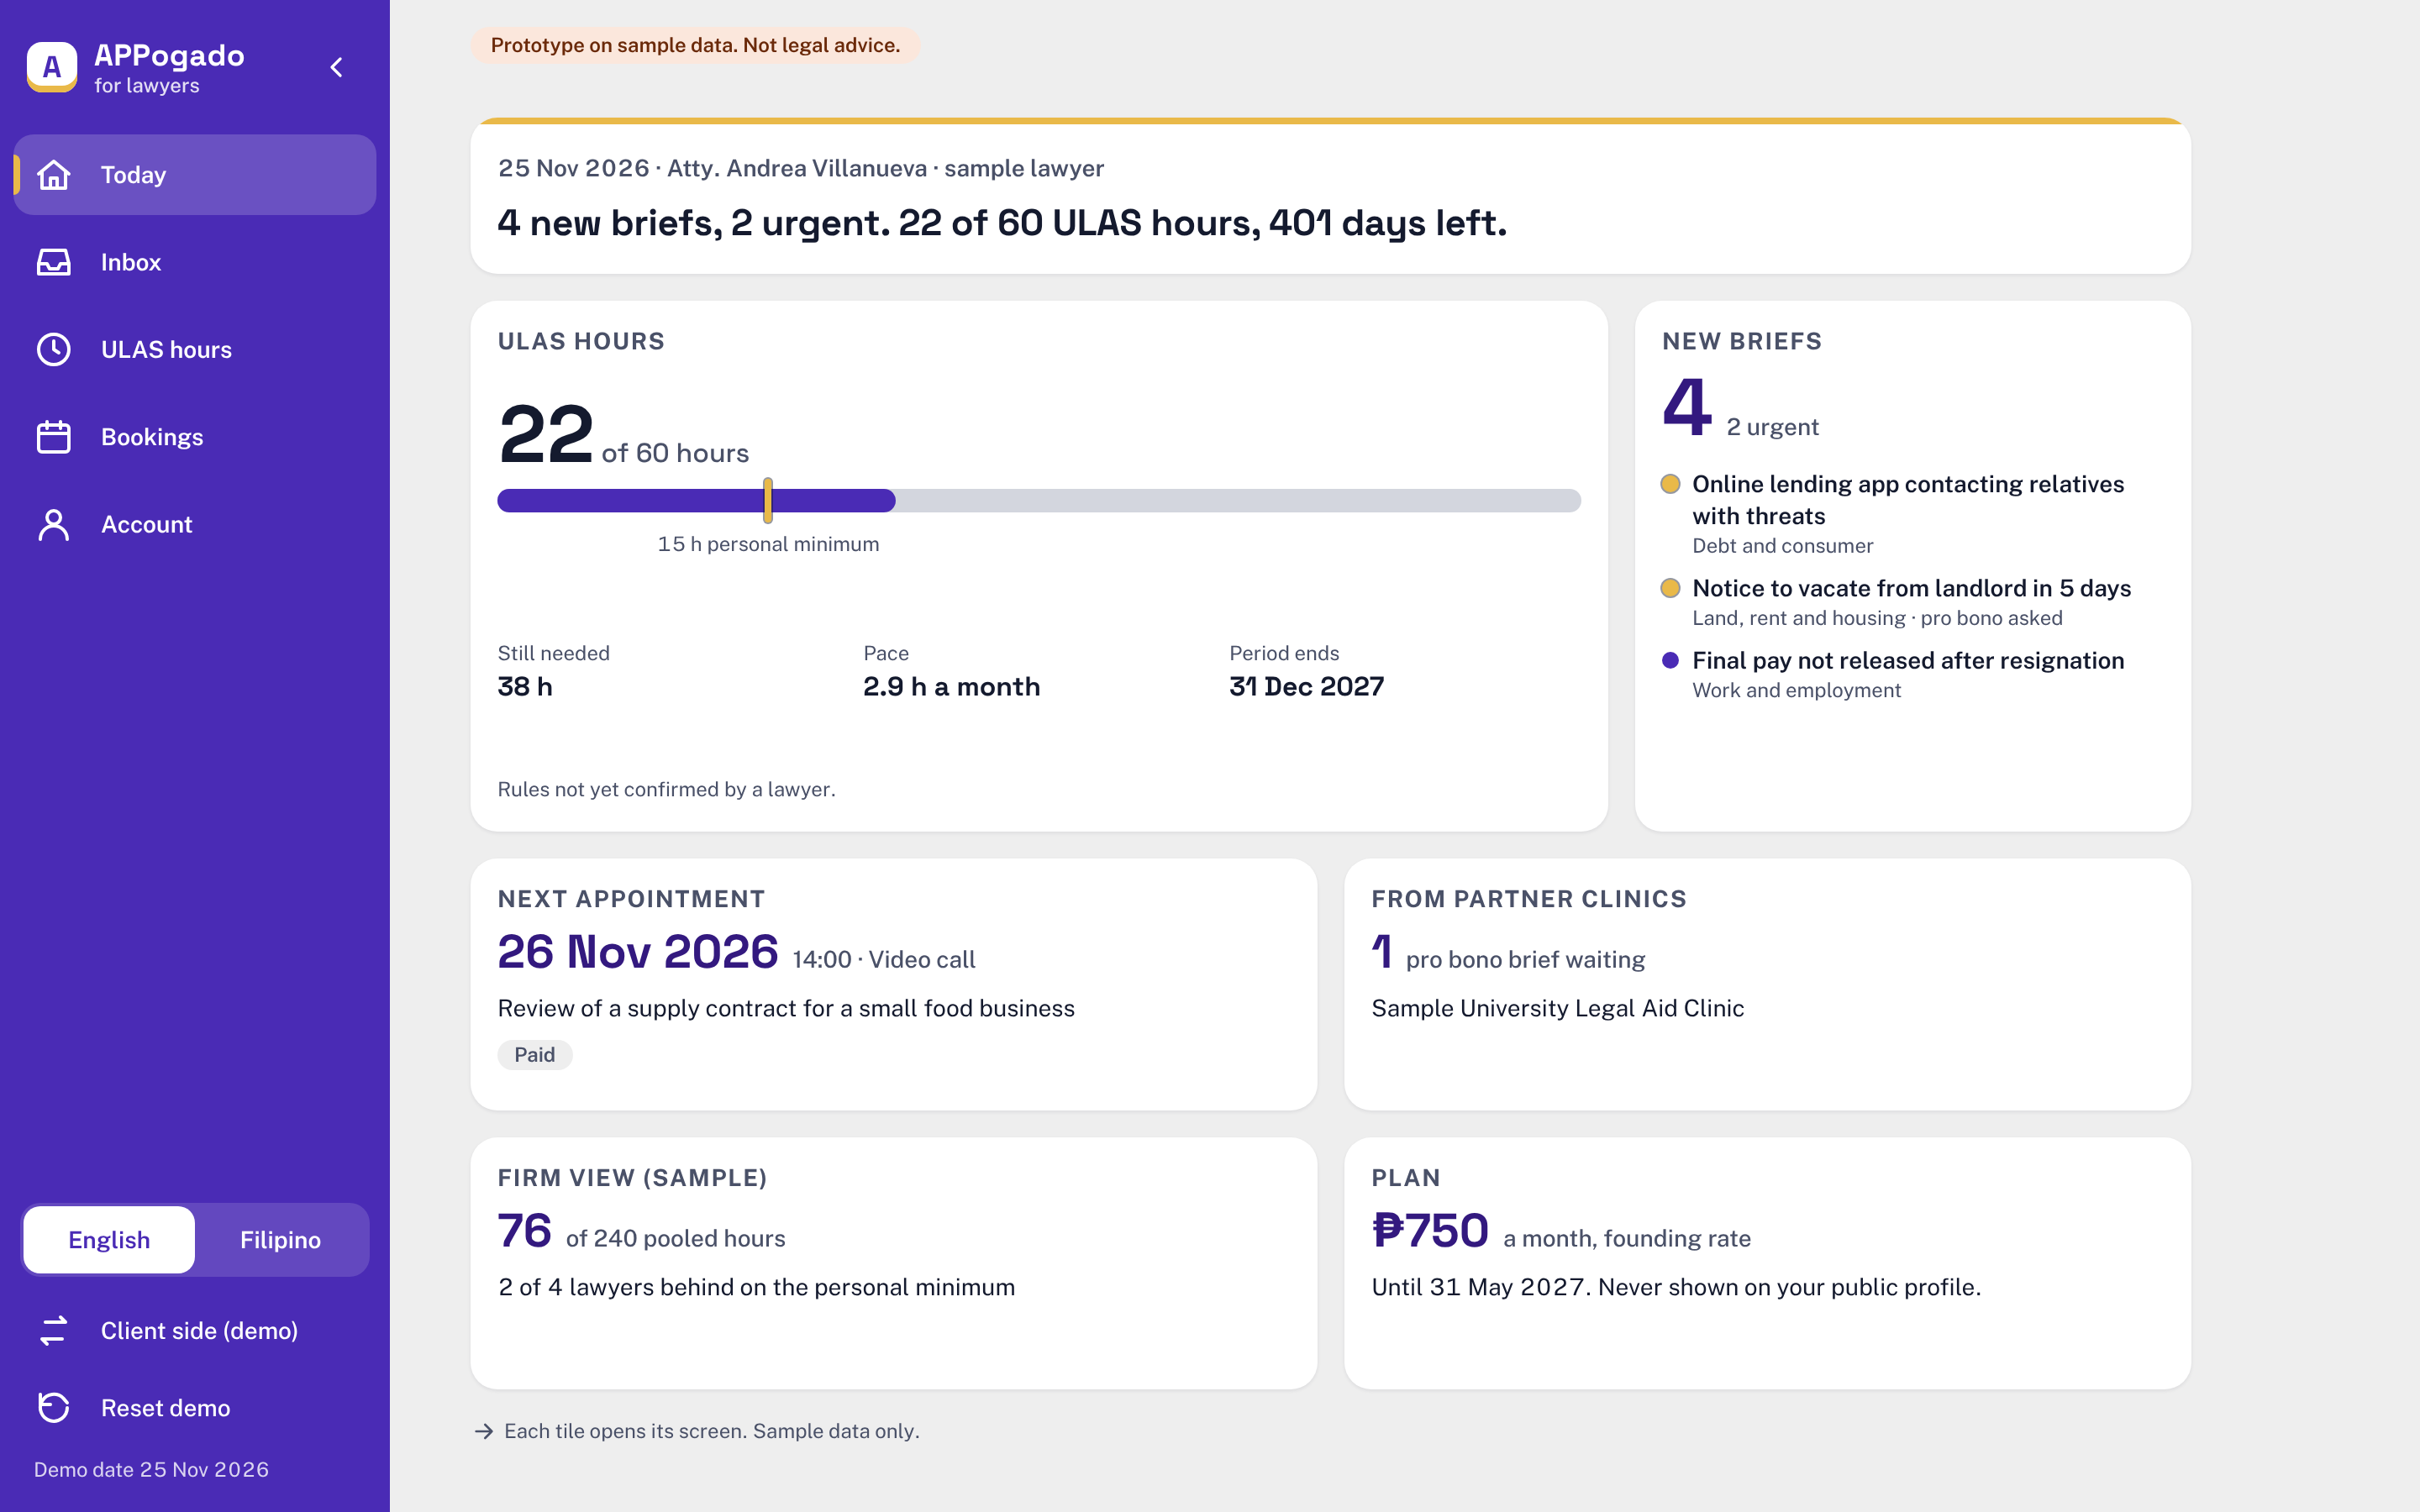 A
APPogado
for lawyers
Today
Inbox
ULAS hours
Bookings
Account
English
Filipino
Client side (demo)
Reset demo
Demo date 25 Nov 2026
Prototype on sample data. Not legal advice.
25 Nov 2026 · Atty. Andrea Villanueva · sample lawyer
4 new briefs, 2 urgent. 22 of 60 ULAS hours, 401 days left.
ULAS HOURS
22 of 60 hours
15 h personal minimum
Still needed
38 h
Pace
2.9 h a month
Period ends
31 Dec 2027
Rules not yet confirmed by a lawyer.
NEW BRIEFS
4 2 urgent
Online lending app contacting relatives
with threats
Debt and consumer
Notice to vacate from landlord in 5 days
Land, rent and housing · pro bono asked
Final pay not released after resignation
Work and employment
NEXT APPOINTMENT
26 Nov 2026 14:00 · Video call
Review of a supply contract for a small food business
Paid
FROM PARTNER CLINICS
1 pro bono brief waiting
Sample University Legal Aid Clinic
FIRM VIEW (SAMPLE)
76 of 240 pooled hours
2 of 4 lawyers behind on the personal minimum
PLAN
₱750 a month, founding rate
Until 31 May 2027. Never shown on your public profile.
→ Each tile opens its screen. Sample data only.